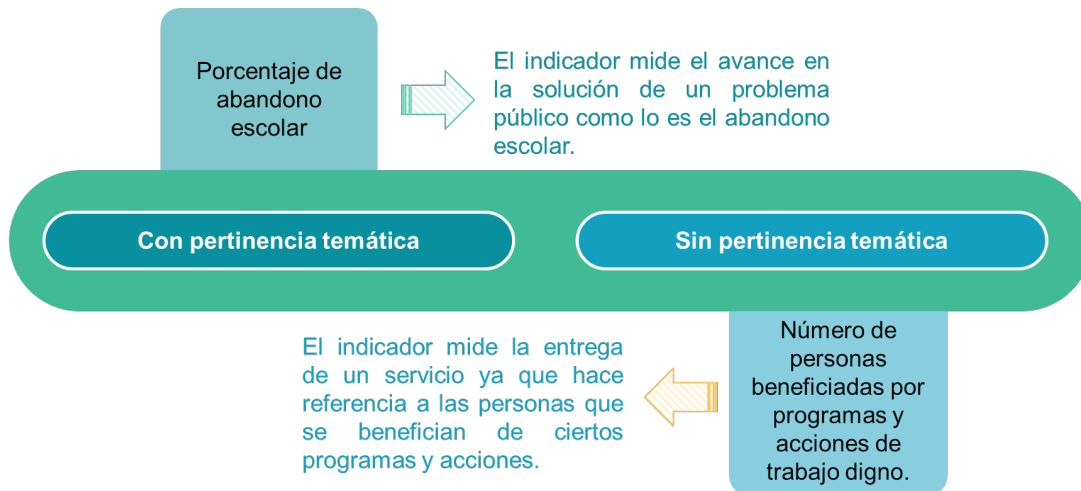 Porcentaje de
abandono
escolar
El indicador mide el avance en
la solución de un problema
público como lo es el abandono
escolar.
Con pertinencia temática
Sin pertinencia temática
El indicador mide la entrega
de un servicio ya que hace
referencia a las personas que
se benefician de ciertos
programas y acciones.
Número de
personas
beneficiadas por
programas y
acciones de
trabajo digno.